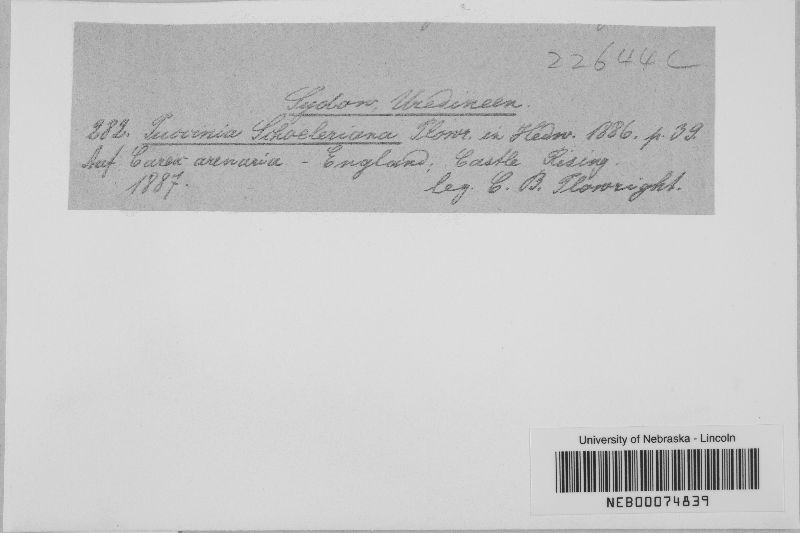 22644C
Sydow, Uredineen.
282. Puccinia Schoeleriana Plowr. in Hedw. 1886. p. 39.
Auf Carex arenaria - England; Castle Rising.
1887. leg. C. B. Plowright.
University of Nebraska - Lincoln
NEB00074839